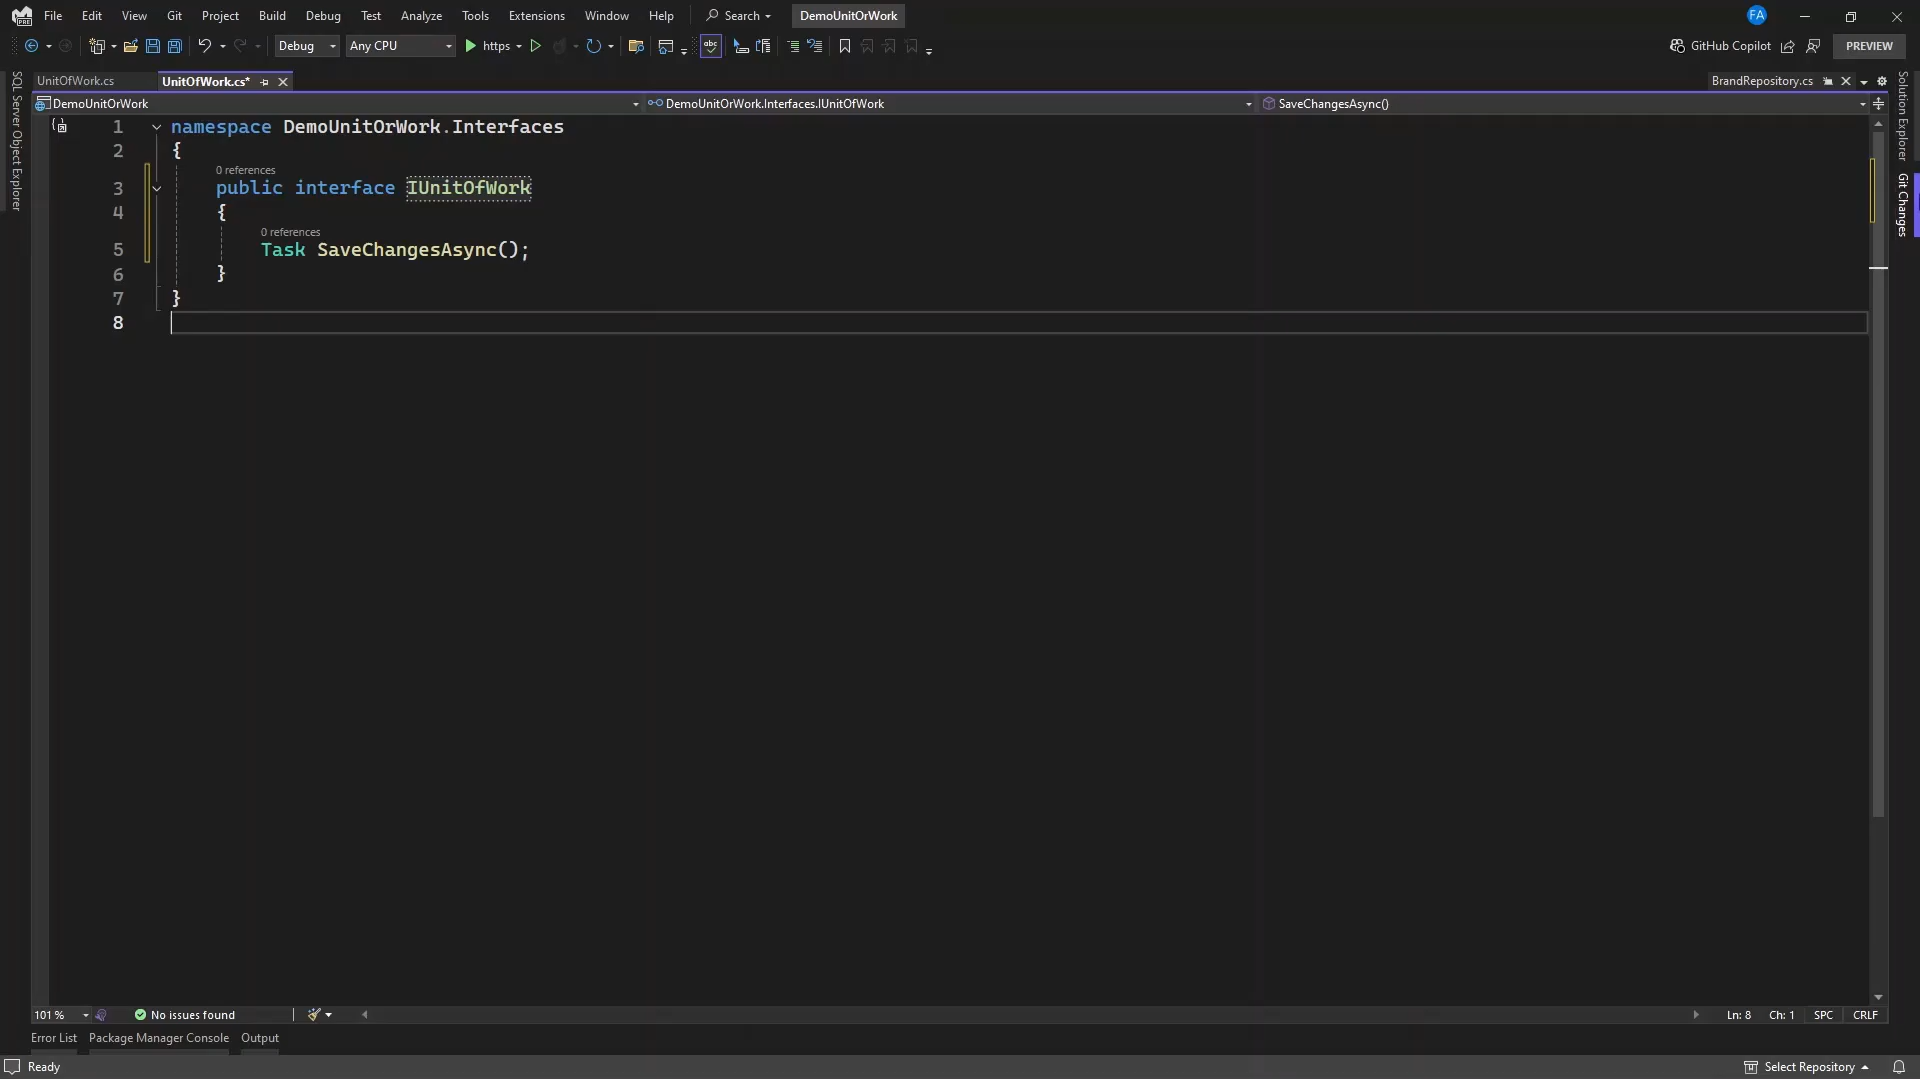 File Edit View Git Project Build Debug Test Analyze Tools Extensions Window Help Search DemoUnitOrWork FA
Debug Any CPU https GitHub Copilot PREVIEW
UnitOfWork.cs UnitOfWork.cs* BrandRepository.cs
DemoUnitOrWork DemoUnitOrWork.Interfaces.IUnitOfWork SaveChangesAsync()
SQL Server Object Explorer
Solution Explorer
Git Changes
1 namespace DemoUnitOrWork.Interfaces
2 {
0 references
3 public interface IUnitOfWork
4 {
0 references
5 Task SaveChangesAsync();
6 }
7 }
8
101 % No issues found Ln: 8 Ch: 1 SPC CRLF
Error List Package Manager Console Output
Ready Select Repository